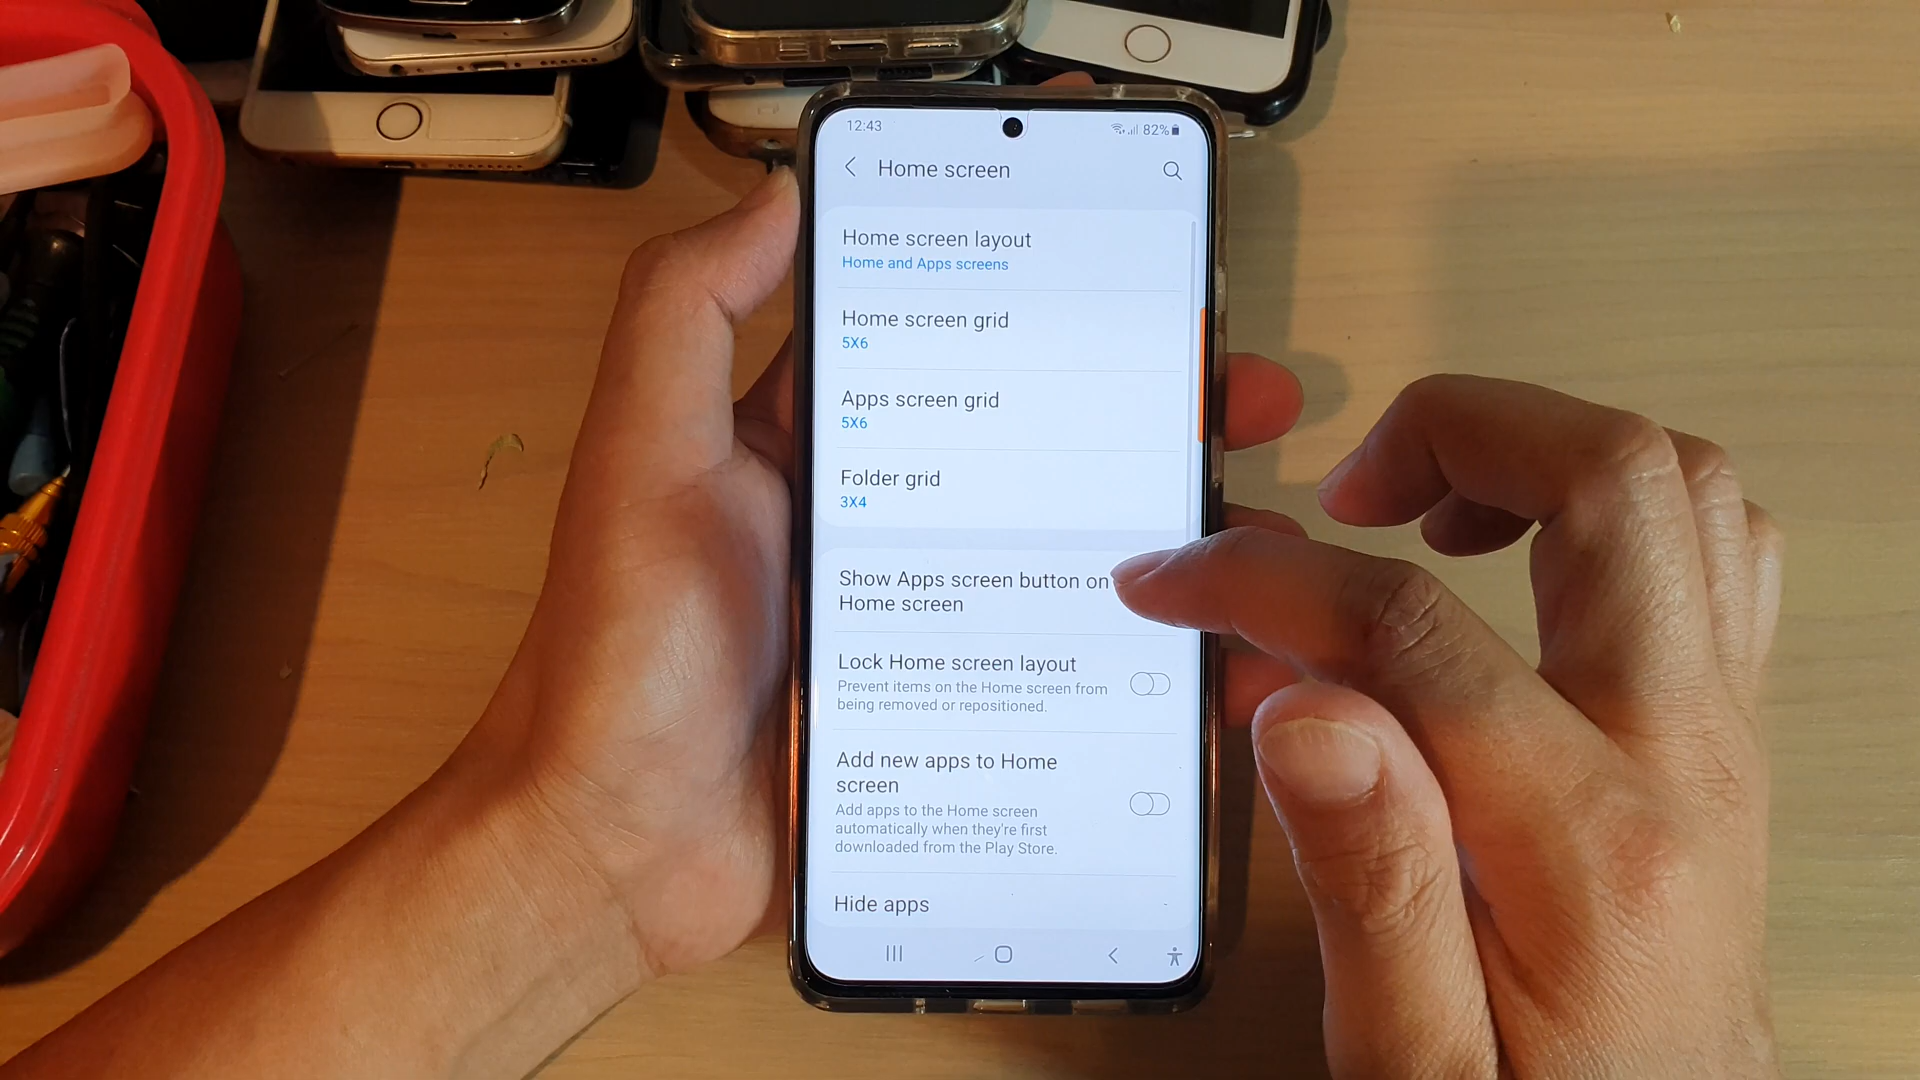 12:43
82%
Home screen
Home screen layout
Home and Apps screens
Home screen grid
5X6
Apps screen grid
5X6
Folder grid
3X4
Show Apps screen button on
Home screen
Lock Home screen layout
Prevent items on the Home screen from
being removed or repositioned.
Add new apps to Home
screen
Add apps to the Home screen
automatically when they're first
downloaded from the Play Store.
Hide apps